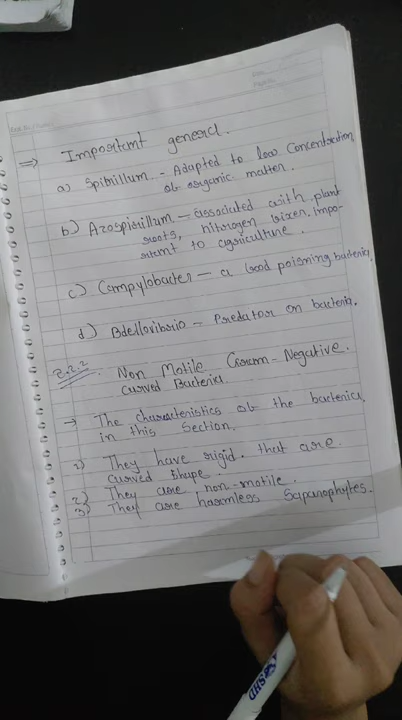 ⇒ Important genera.
a) Spirillum - Adapted to low Concentration
of organic matter.
b) Azospirillum - associated with plant
roots, nitrogen fixer, impo-
rtant to agriculture.
c) Campylobacter - a food poisoning bacteria,
d) Bdellovibrio - Predator on bacteria.
2.2.2 Non Motile Gram-Negative.
Curved Bacteria.
→ The characteristics of the bacteria,
in this Section.
1) They have rigid. that are
curved shape
2) They are non-motile.
3) They are harmless Sapanophytes.